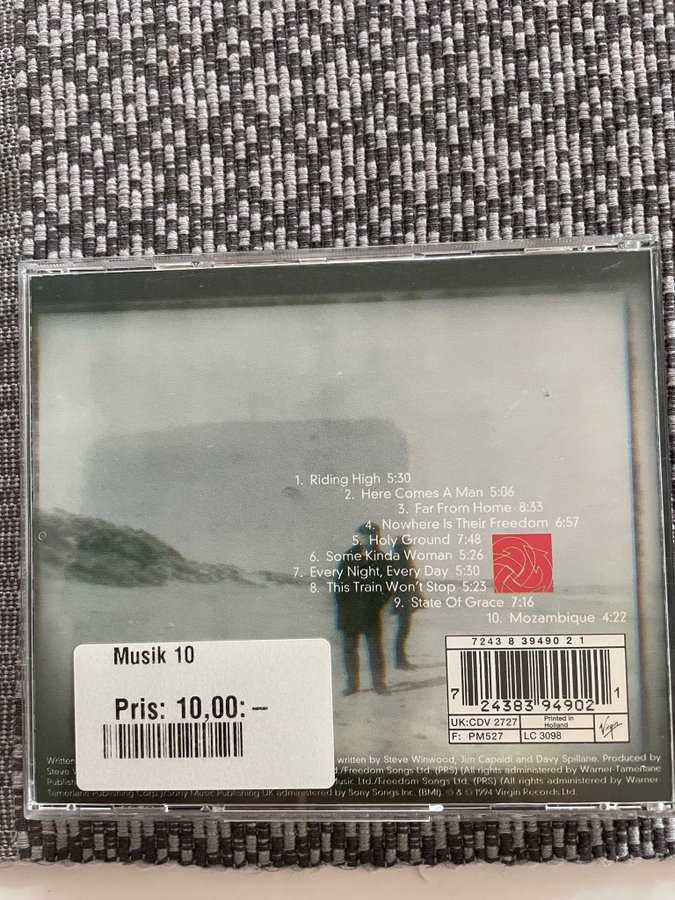 1. Riding High 5:30
2. Here Comes A Man 5:06
3. Far From Home 8:33
4. Nowhere Is Their Freedom 6:57
5. Holy Ground 7:48
6. Some Kinda Woman 5:26
7. Every Night, Every Day 5:30
8. This Train Won't Stop 5:23
9. State Of Grace 7:16
10. Mozambique 4:22
Musik 10
Pris: 10,00:-
7243 8 39490 2 1
7 24383 94902 1
UK:CDV 2727
Printed in Holland
Virgin
F: PM527
LC 3098
Written written by Steve Winwood, Jim Capaldi and Davy Spillane. Produced by
Steve ./Freedom Songs Ltd. (PRS) (All rights administered by Warner-Tamerlane
Publis Music Ltd./Freedom Songs Ltd. (PRS) (All rights administered by Warner-
Tamerlane Publishing Corp.)/Sony Music Publishing UK administered by Sony Songs Inc. (BMI). ℗ & © 1994 Virgin Records Ltd.